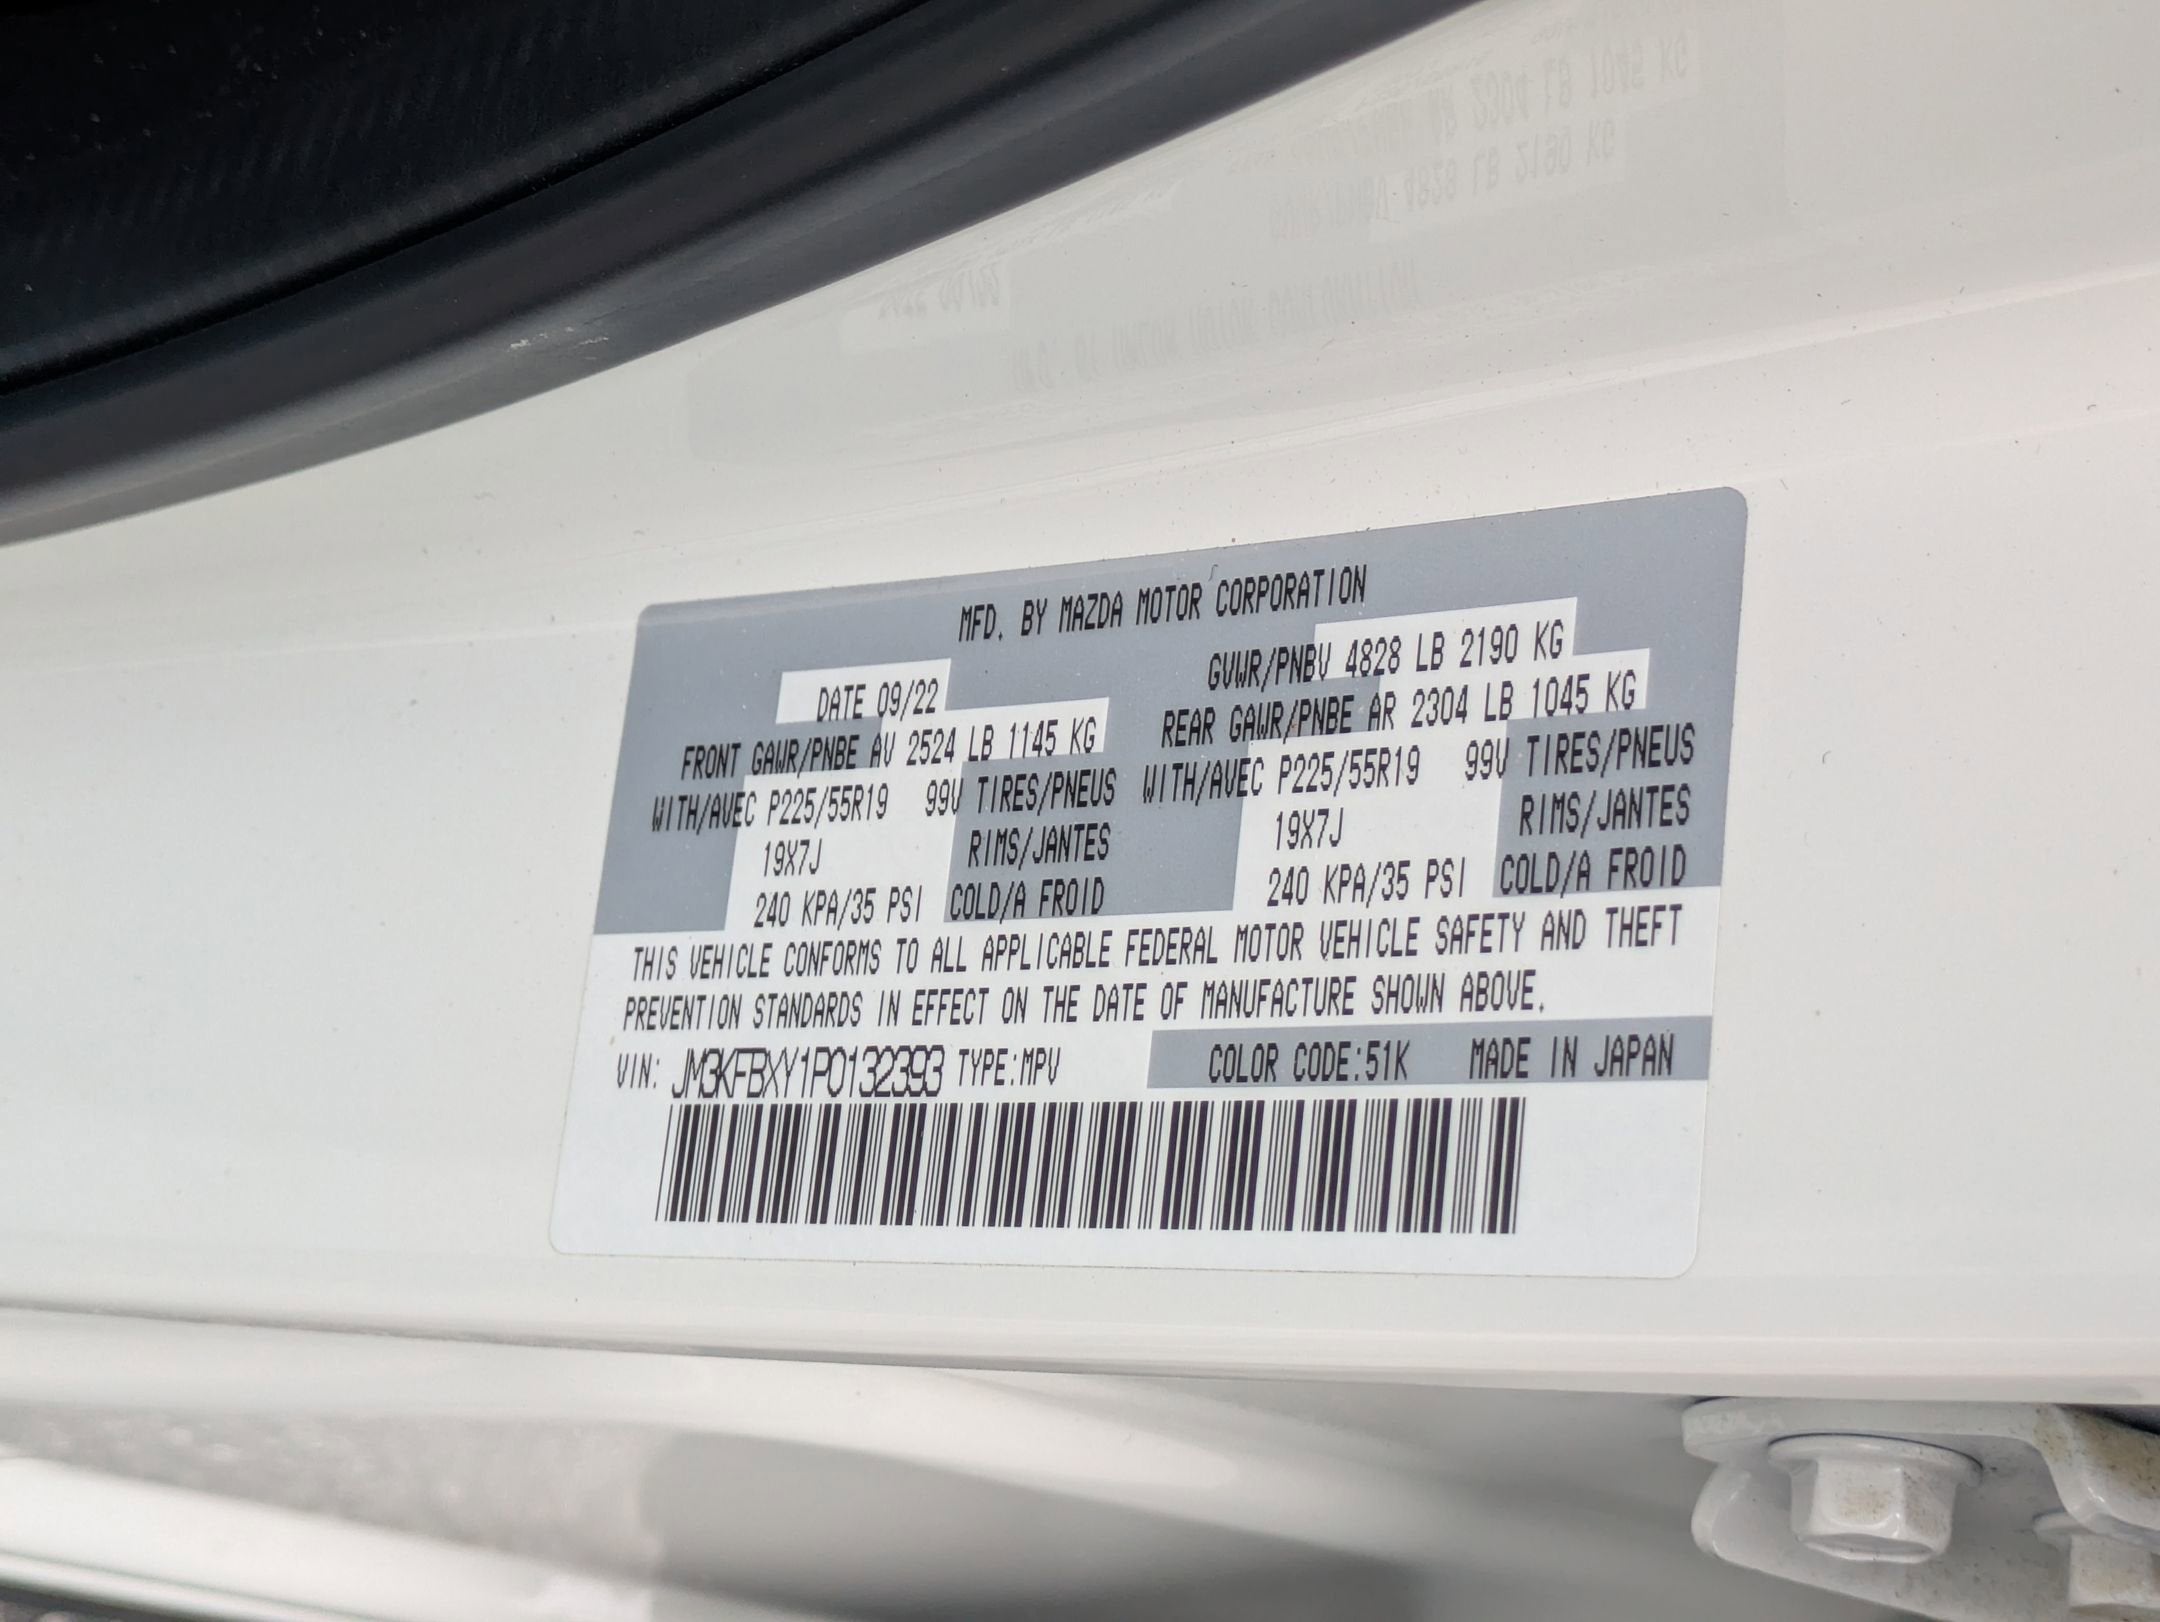 MFD. BY MAZDA MOTOR CORPORATION
DATE 09/22
GVWR/PNBV 4828 LB 2190 KG
FRONT GAWR/PNBE AV 2524 LB 1145 KG
REAR GAWR/PNBE AR 2304 LB 1045 KG
WITH/AVEC P225/55R19 99V TIRES/PNEUS
WITH/AVEC P225/55R19 99V TIRES/PNEUS
19X7J RIMS/JANTES
19X7J RIMS/JANTES
240 KPA/35 PSI COLD/A FROID
240 KPA/35 PSI COLD/A FROID
THIS VEHICLE CONFORMS TO ALL APPLICABLE FEDERAL MOTOR VEHICLE SAFETY AND THEFT
PREVENTION STANDARDS IN EFFECT ON THE DATE OF MANUFACTURE SHOWN ABOVE.
VIN: JM3KFBXY1P0132393 TYPE:MPV COLOR CODE:51K MADE IN JAPAN